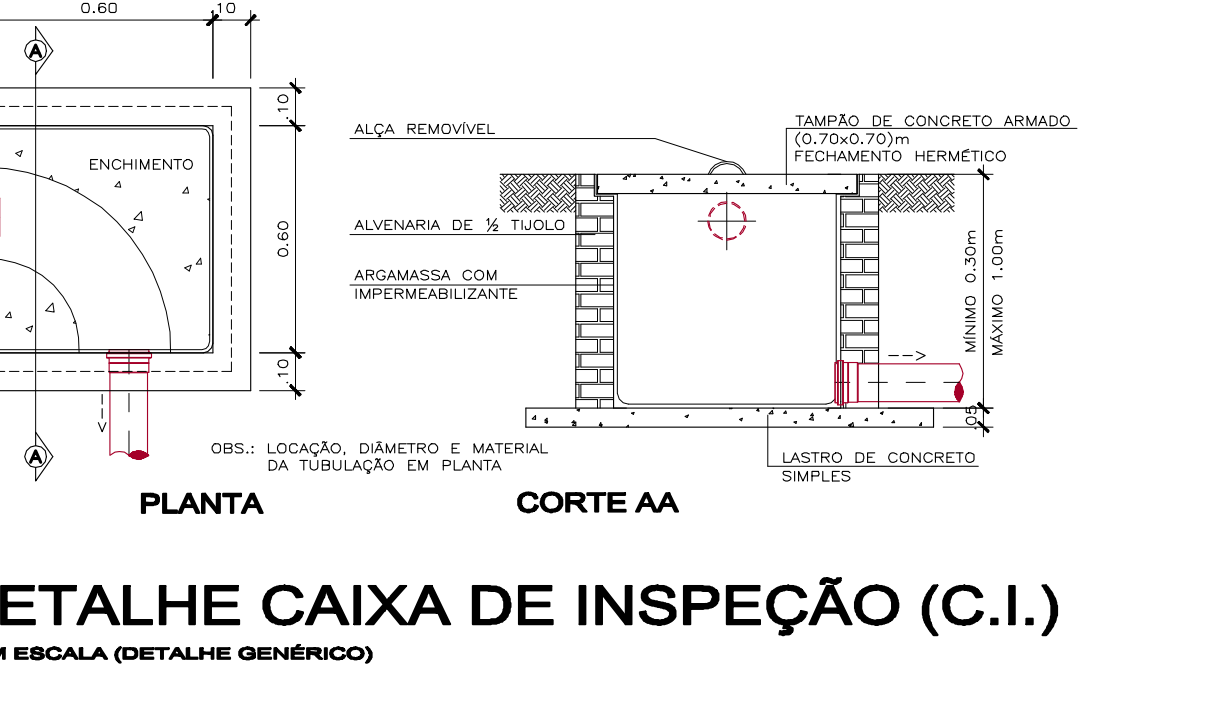 0.60
.10
A
.10
ENCHIMENTO
0.60
.10
A
OBS.: LOCAÇÃO, DIÂMETRO E MATERIAL
DA TUBULAÇÃO EM PLANTA
PLANTA
ALÇA REMOVÍVEL
TAMPÃO DE CONCRETO ARMADO
(0.70x0.70)m
FECHAMENTO HERMÉTICO
ALVENARIA DE ½ TIJOLO
ARGAMASSA COM
IMPERMEABILIZANTE
MÍNIMO 0.30m
MÁXIMO 1.00m
.05
LASTRO DE CONCRETO
SIMPLES
CORTE AA
ETALHE CAIXA DE INSPEÇÃO (C.I.)
M ESCALA (DETALHE GENÉRICO)